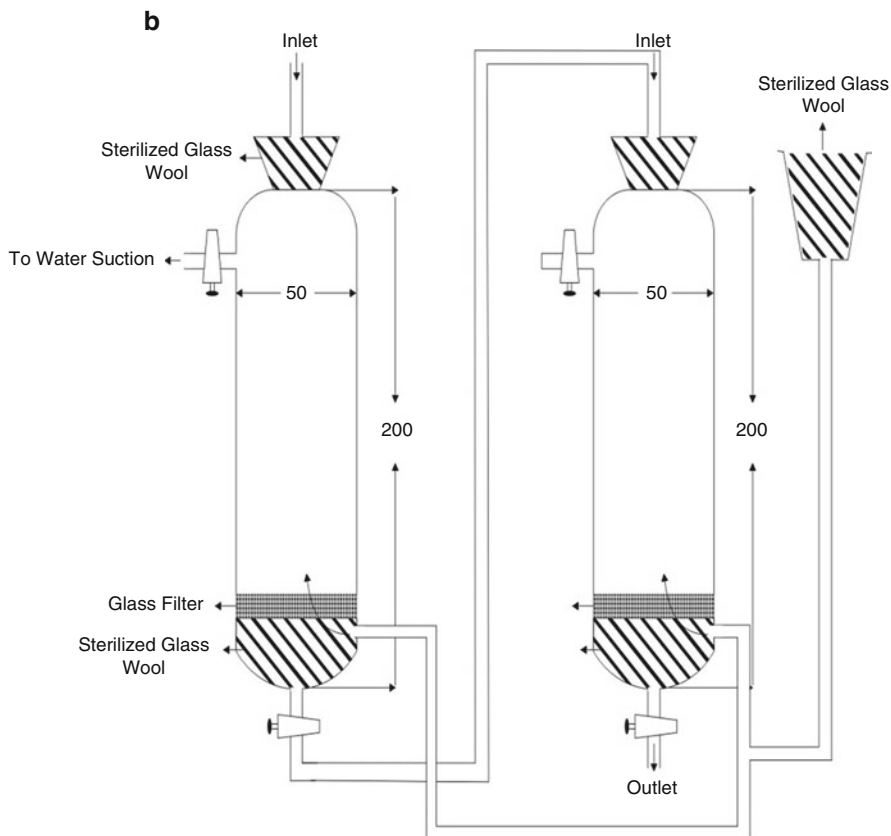 b
Inlet
Inlet
Sterilized Glass
Wool
Sterilized Glass
Wool
To Water Suction
50
50
200
200
Glass Filter
Sterilized Glass
Wool
Outlet